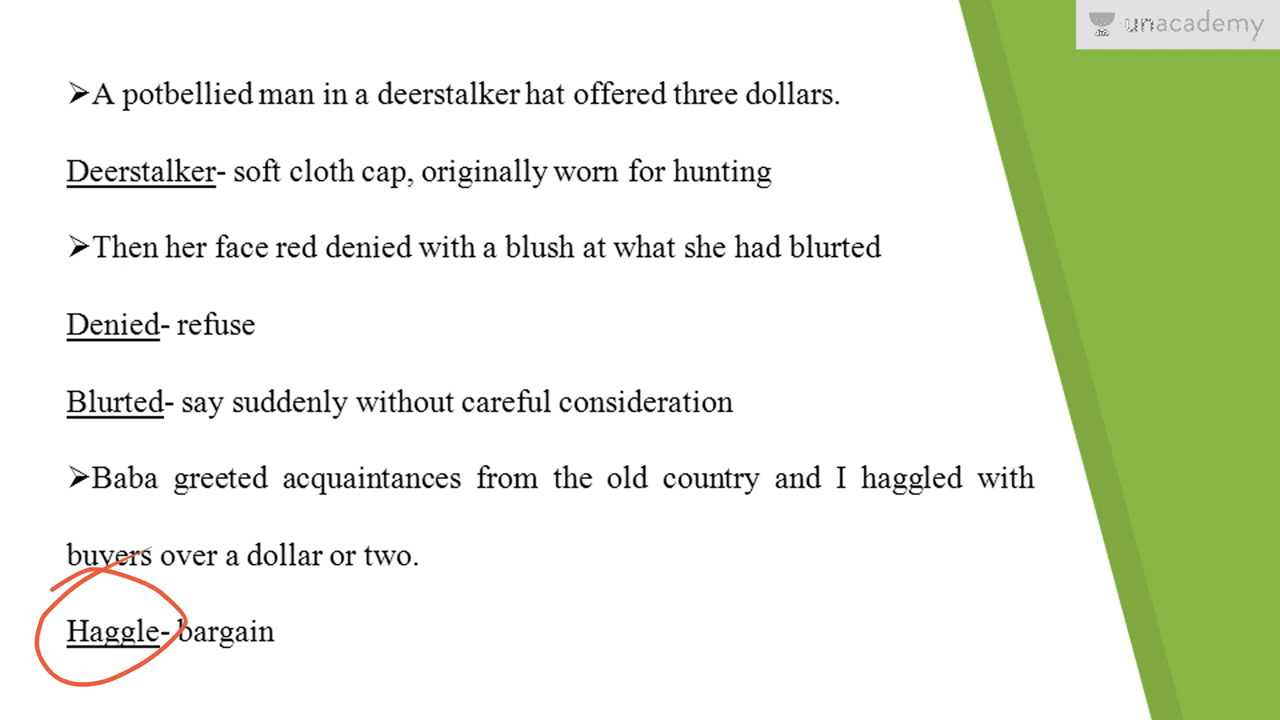 unacademy
➢A potbellied man in a deerstalker hat offered three dollars.
Deerstalker- soft cloth cap, originally worn for hunting
➢Then her face red denied with a blush at what she had blurted
Denied- refuse
Blurted- say suddenly without careful consideration
➢Baba greeted acquaintances from the old country and I haggled with
buyers over a dollar or two.
Haggle- bargain